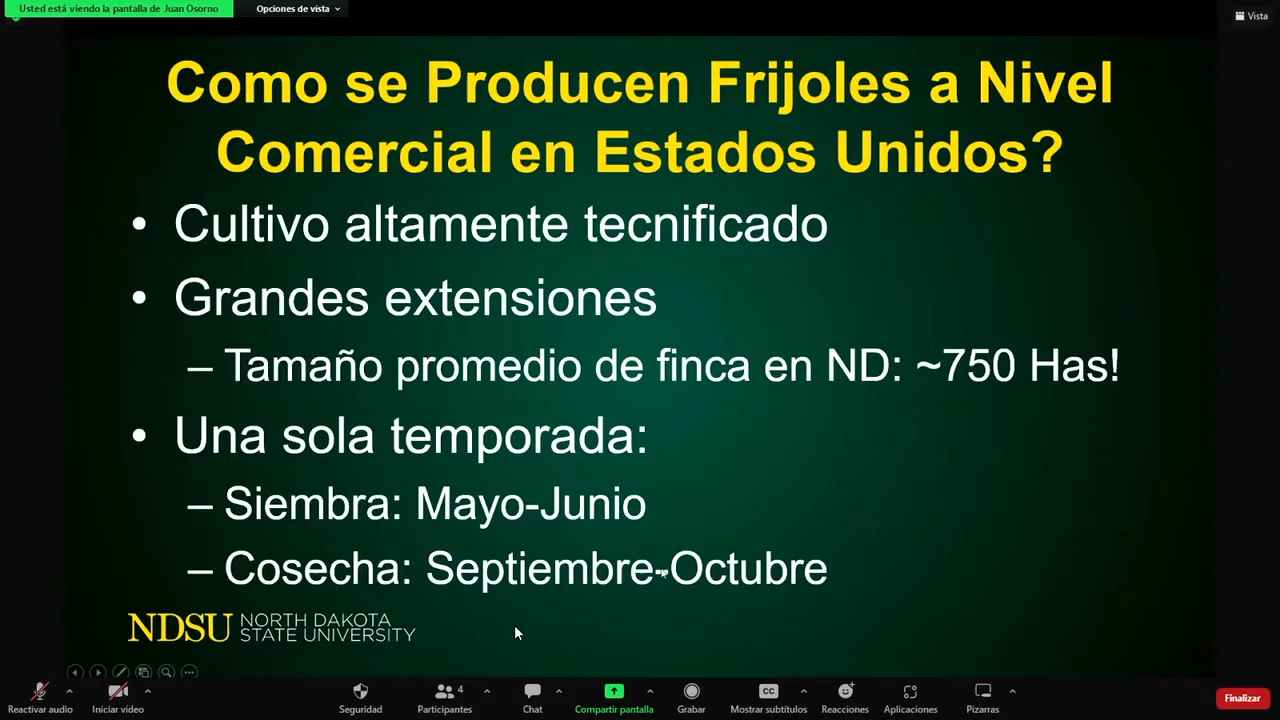 Usted está viendo la pantalla de Juan Osorno
Opciones de vista
Vista
Como se Producen Frijoles a Nivel
Comercial en Estados Unidos?
• Cultivo altamente tecnificado
• Grandes extensiones
– Tamaño promedio de finca en ND: ~750 Has!
• Una sola temporada:
– Siembra: Mayo-Junio
– Cosecha: Septiembre-Octubre
NDSU NORTH DAKOTA
STATE UNIVERSITY
Reactivar audio
Iniciar vídeo
Seguridad
4
Participantes
Chat
Compartir pantalla
Grabar
CC
Mostrar subtítulos
Reacciones
Aplicaciones
Pizarras
Finalizar